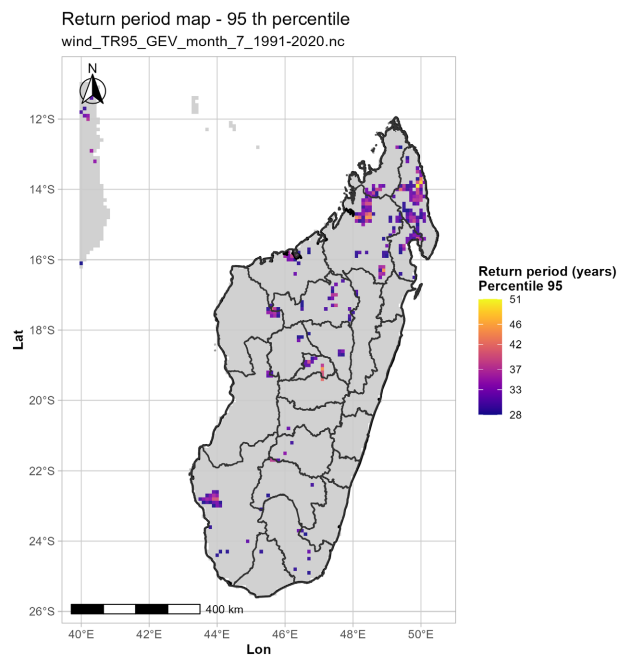 Return period map - 95 th percentile
wind_TR95_GEV_month_7_1991-2020.nc
N
12°S
14°S
16°S
18°S
20°S
22°S
24°S
26°S
Lat
400 km
40°E 42°E 44°E 46°E 48°E 50°E
Lon
Return period (years)
Percentile 95
51
46
42
37
33
28